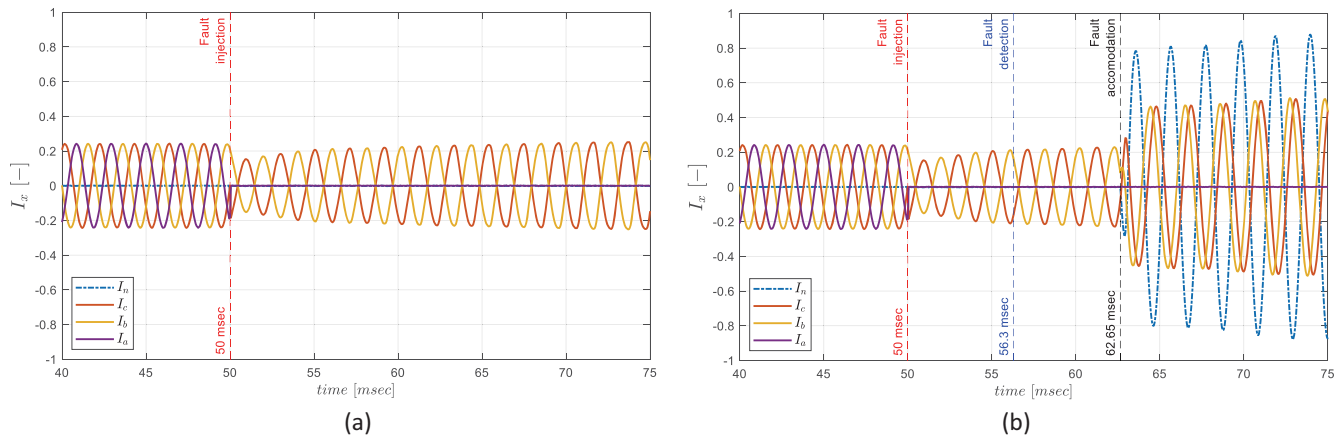 1
0.8
0.6
0.4
0.2
0
-0.2
-0.4
-0.6
-0.8
-1
I_x [−]
Fault
injection
50 msec
I_n
I_c
I_b
I_a
40 45 50 55 60 65 70 75
time [msec]
(a)
1
0.8
0.6
0.4
0.2
0
-0.2
-0.4
-0.6
-0.8
-1
I_x [−]
Fault
injection
Fault
detection
Fault
accomodation
50 msec
56.3 msec
62.65 msec
I_n
I_c
I_b
I_a
40 45 50 55 60 65 70 75
time [msec]
(b)